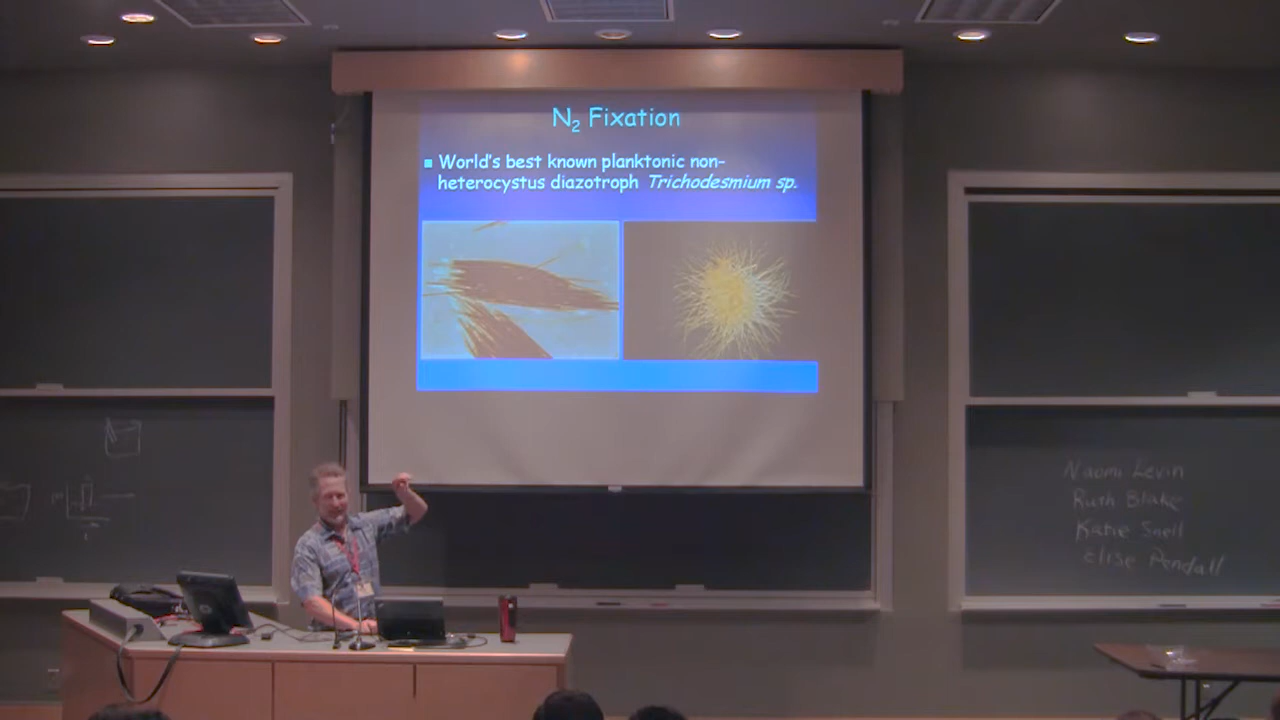 N₂ Fixation
World's best known planktonic non-
heterocystus diazotroph Trichodesmium sp.
Naomi Levin
Ruth Blake
Katie Snell
elise Pendall